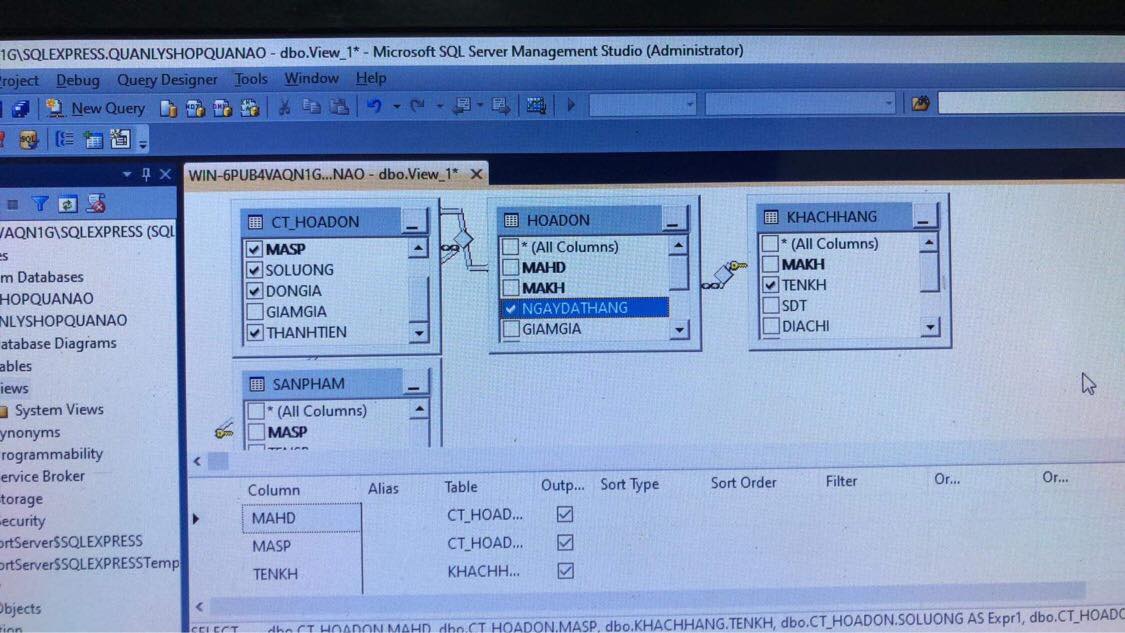 1G\SQLEXPRESS.QUANLYSHOPQUANAO - dbo.View_1* - Microsoft SQL Server Management Studio (Administrator)
roject Debug Query Designer Tools Window Help
New Query
WIN-6PUB4VAQN1G...NAO - dbo.View_1*
VAQN1G\SQLEXPRESS (SQL
es
m Databases
HOPQUANAO
NLYSHOPQUANAO
atabase Diagrams
ables
iews
System Views
ynonyms
rogrammability
ervice Broker
torage
ecurity
ortServer$SQLEXPRESS
ortServer$SQLEXPRESSTemp
Objects
CT_HOADON
MASP
SOLUONG
DONGIA
GIAMGIA
THANHTIEN
HOADON
* (All Columns)
MAHD
MAKH
NGAYDATHANG
GIAMGIA
KHACHHANG
* (All Columns)
MAKH
TENKH
SDT
DIACHI
SANPHAM
* (All Columns)
MASP
Column Alias Table Outp... Sort Type Sort Order Filter Or... Or...
MAHD CT_HOAD...
MASP CT_HOAD...
TENKH KHACHH...
SELECT dbo.CT_HOADON.MAHD, dbo.CT_HOADON.MASP, dbo.KHACHHANG.TENKH, dbo.CT_HOADON.SOLUONG AS Expr1, dbo.CT_HOADO